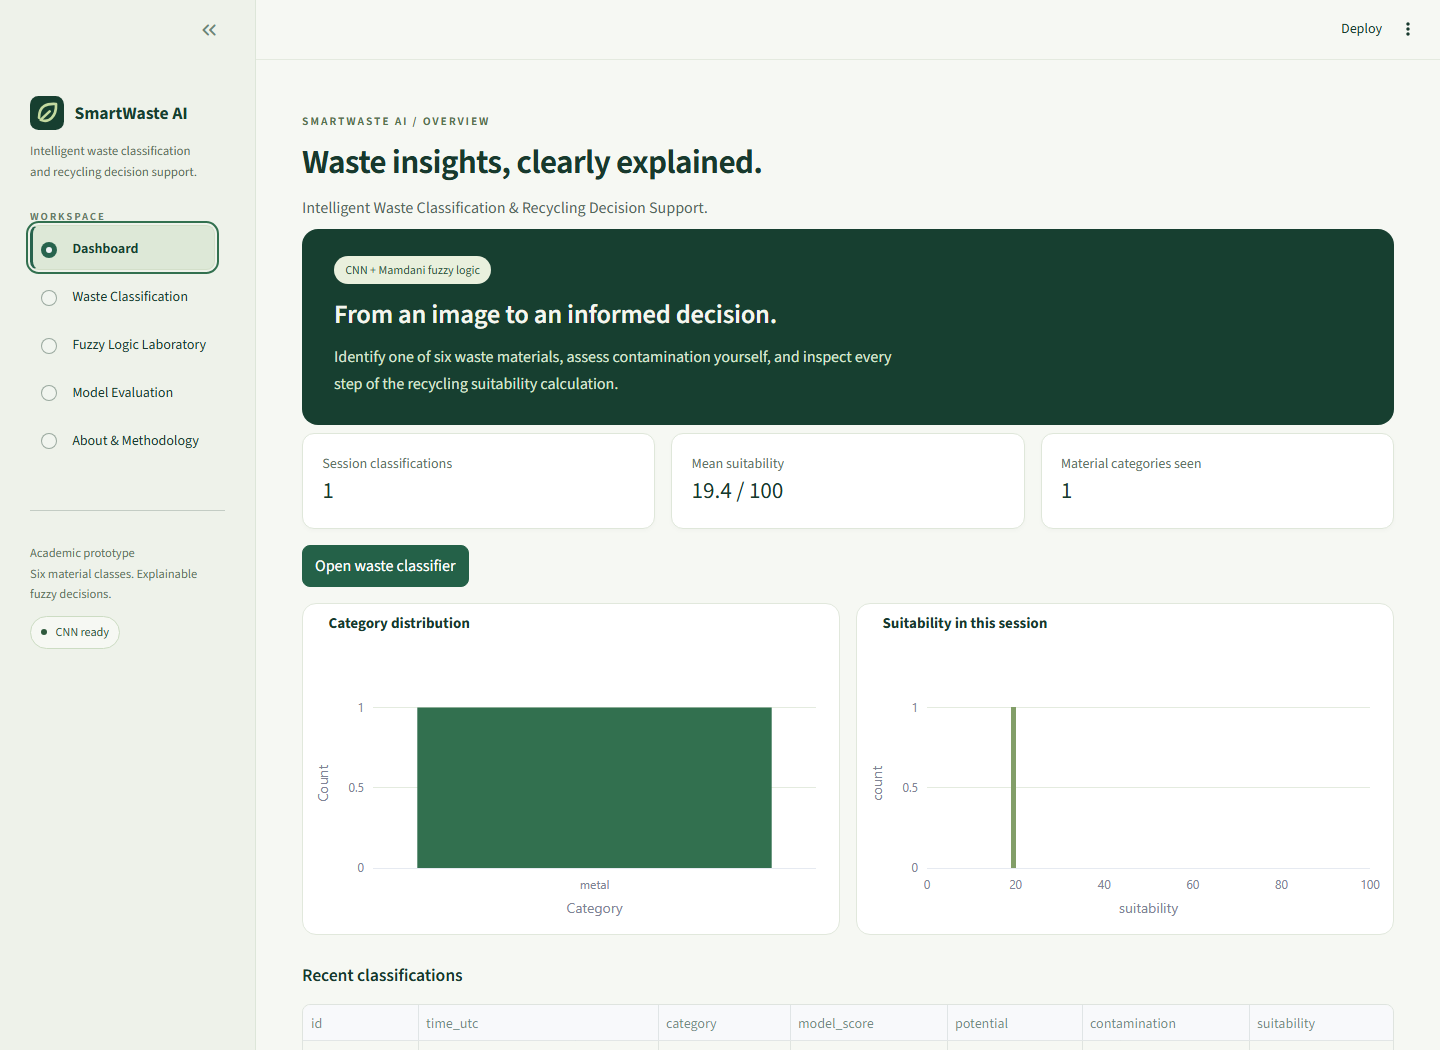 Deploy
SmartWaste AI
Intelligent waste classification
and recycling decision support.
WORKSPACE
Dashboard
Waste Classification
Fuzzy Logic Laboratory
Model Evaluation
About & Methodology
Academic prototype
Six material classes. Explainable
fuzzy decisions.
CNN ready
SMARTWASTE AI / OVERVIEW
Waste insights, clearly explained.
Intelligent Waste Classification & Recycling Decision Support.
CNN + Mamdani fuzzy logic
From an image to an informed decision.
Identify one of six waste materials, assess contamination yourself, and inspect every
step of the recycling suitability calculation.
Session classifications
1
Mean suitability
19.4 / 100
Material categories seen
1
Open waste classifier
Category distribution
1
0.5
0
Count
metal
Category
Suitability in this session
1
0.5
0
count
0 20 40 60 80 100
suitability
Recent classifications
id time_utc category model_score potential contamination suitability